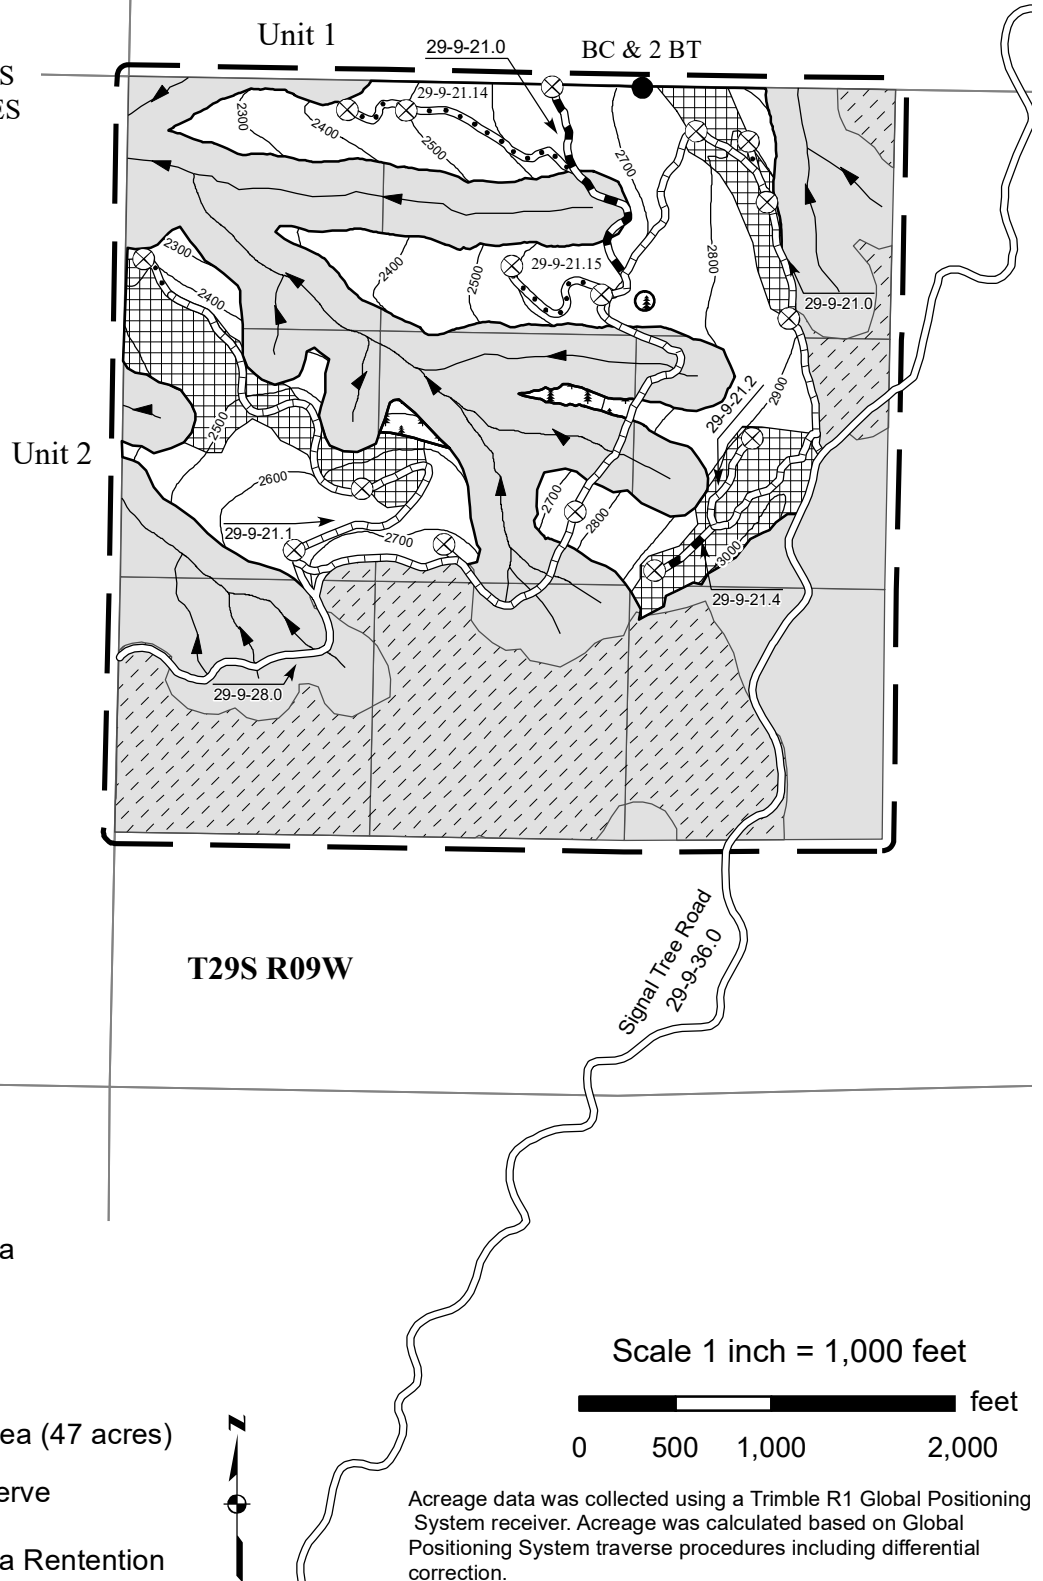 Unit 1
29-9-21.0
BC & 2 BT
S
ES
29-9-21.14
2300
2400
2500
2700
2800
2300
2400
2400
2500
29-9-21.15
29-9-21.0
29-9-21.2
2900
2500
Unit 2
2600
2700
2800
29-9-21.1
2700
3000
29-9-21.4
29-9-28.0
Signal Tree Road
29-9-36.0
T29S R09W
a
Scale 1 inch = 1,000 feet
feet
0 500 1,000 2,000
ea (47 acres)
N
erve
a Rentention
Acreage data was collected using a Trimble R1 Global Positioning
System receiver. Acreage was calculated based on Global
Positioning System traverse procedures including differential
correction.